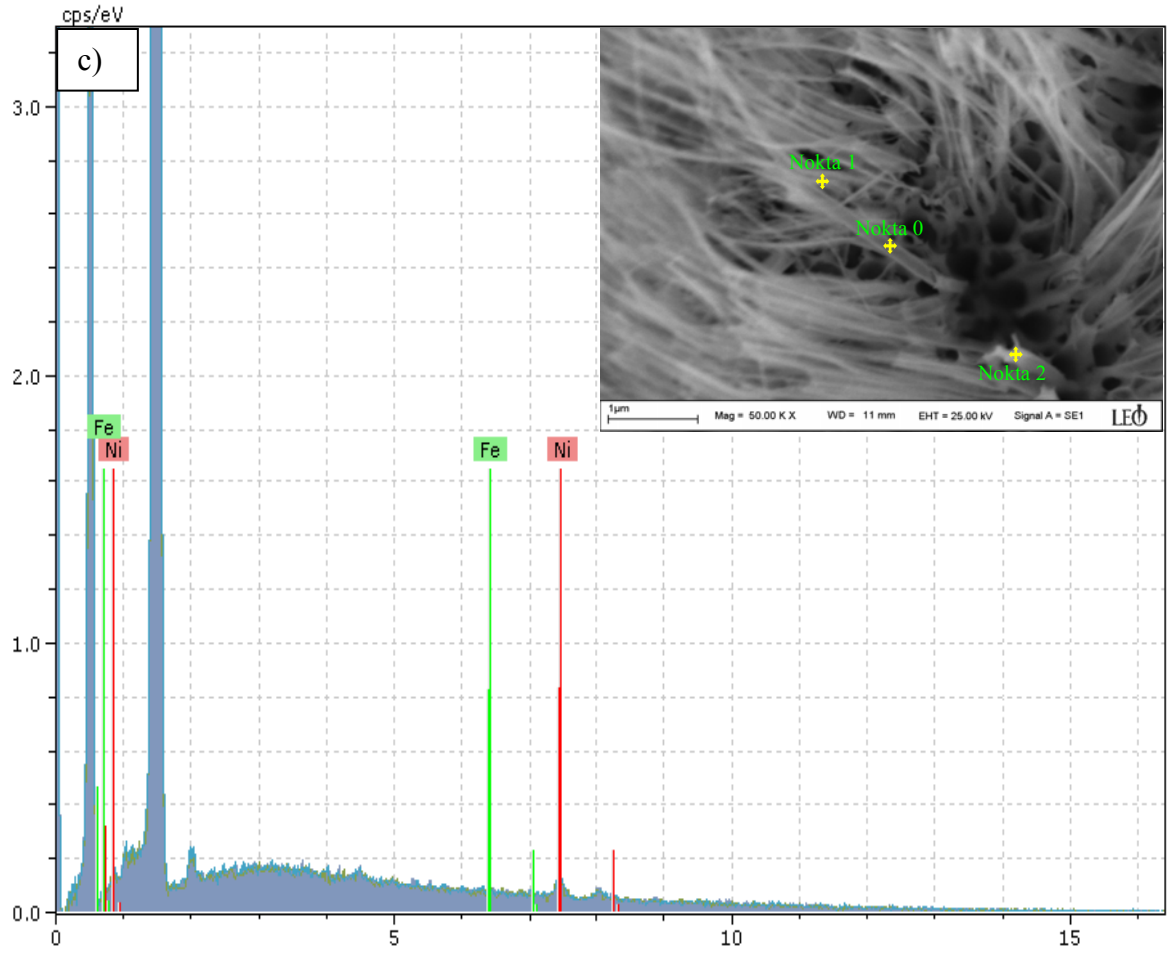 cps/eV
c)
3.0
2.0
1.0
0.0
0 5 10 15
Fe
Ni
Fe Ni
Nokta 1
Nokta 0
Nokta 2
1µm Mag = 50.00 K X WD = 11 mm EHT = 25.00 kV Signal A = SE1 LEO